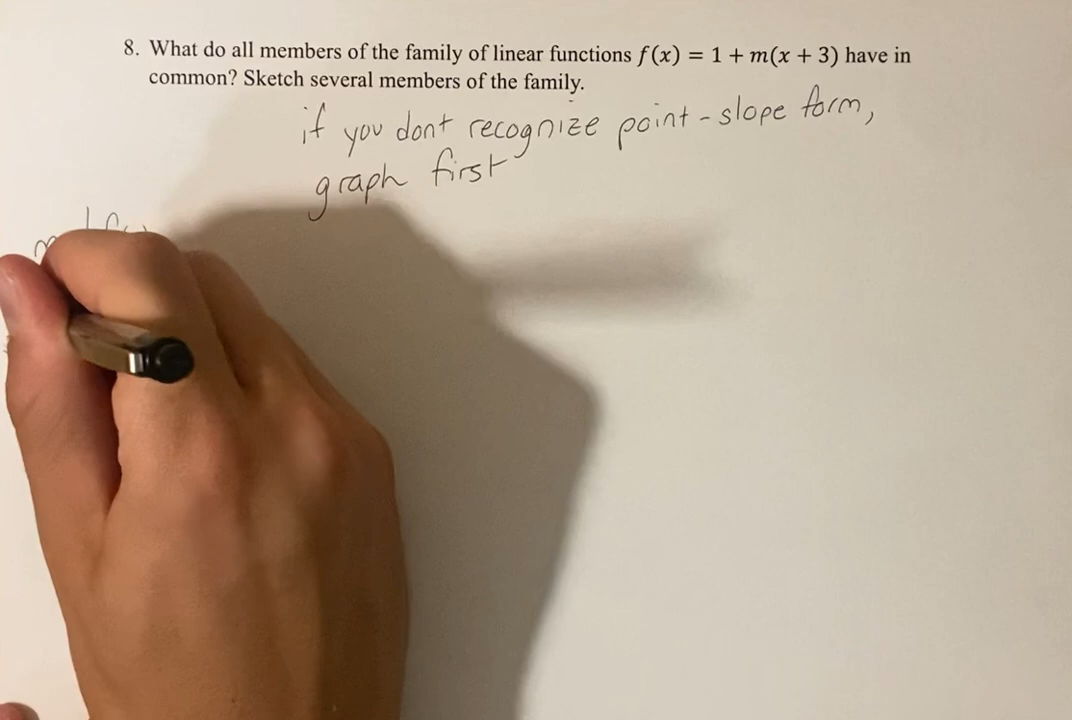 8. What do all members of the family of linear functions f(x) = 1 + m(x + 3) have in
common? Sketch several members of the family.
if you dont recognize point-slope form,
graph first
m